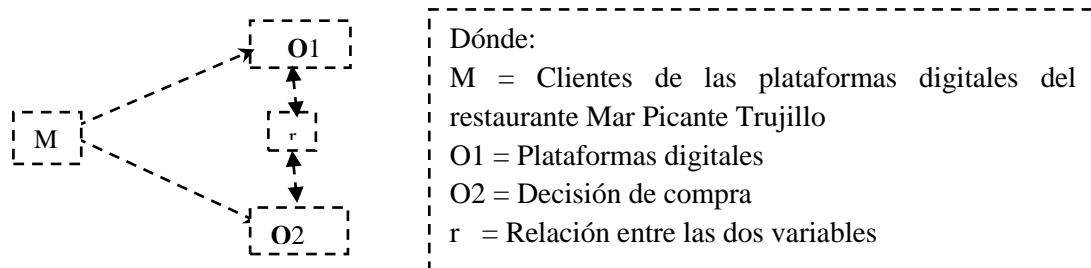 O1
M
r
O2
Dónde:
M = Clientes de las plataformas digitales del
restaurante Mar Picante Trujillo
O1 = Plataformas digitales
O2 = Decisión de compra
r = Relación entre las dos variables